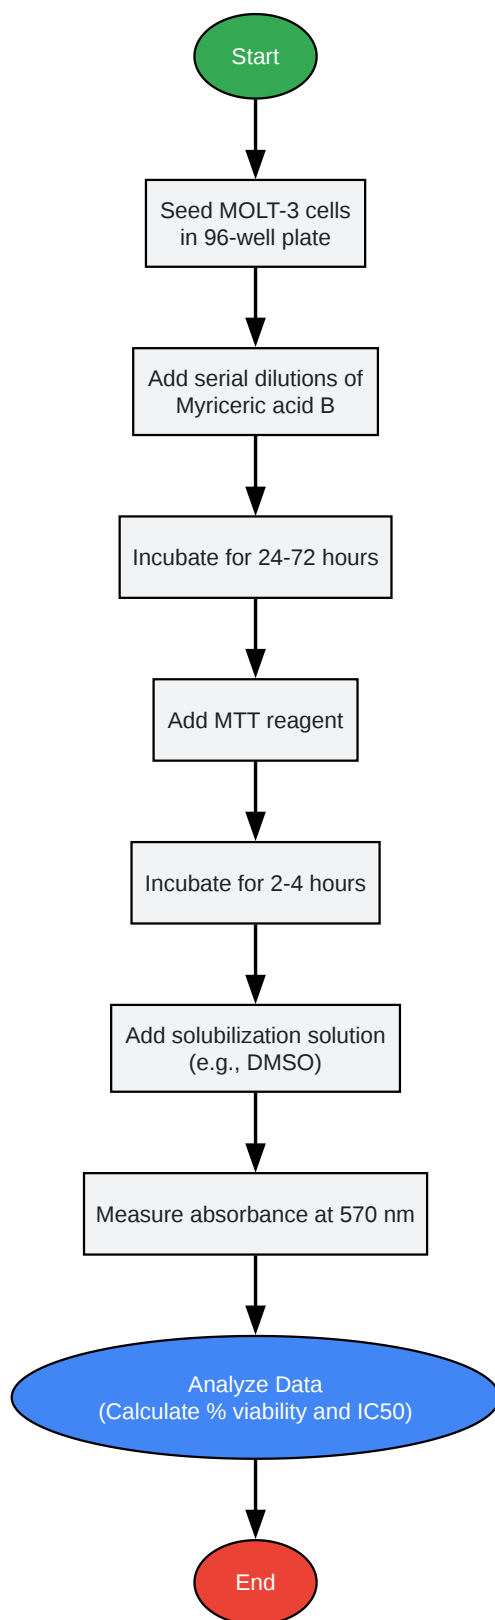 Start
Seed MOLT-3 cells
in 96-well plate
Add serial dilutions of
Myriceric acid B
Incubate for 24-72 hours
Add MTT reagent
Incubate for 2-4 hours
Add solubilization solution
(e.g., DMSO)
Measure absorbance at 570 nm
Analyze Data
(Calculate % viability and IC50)
End